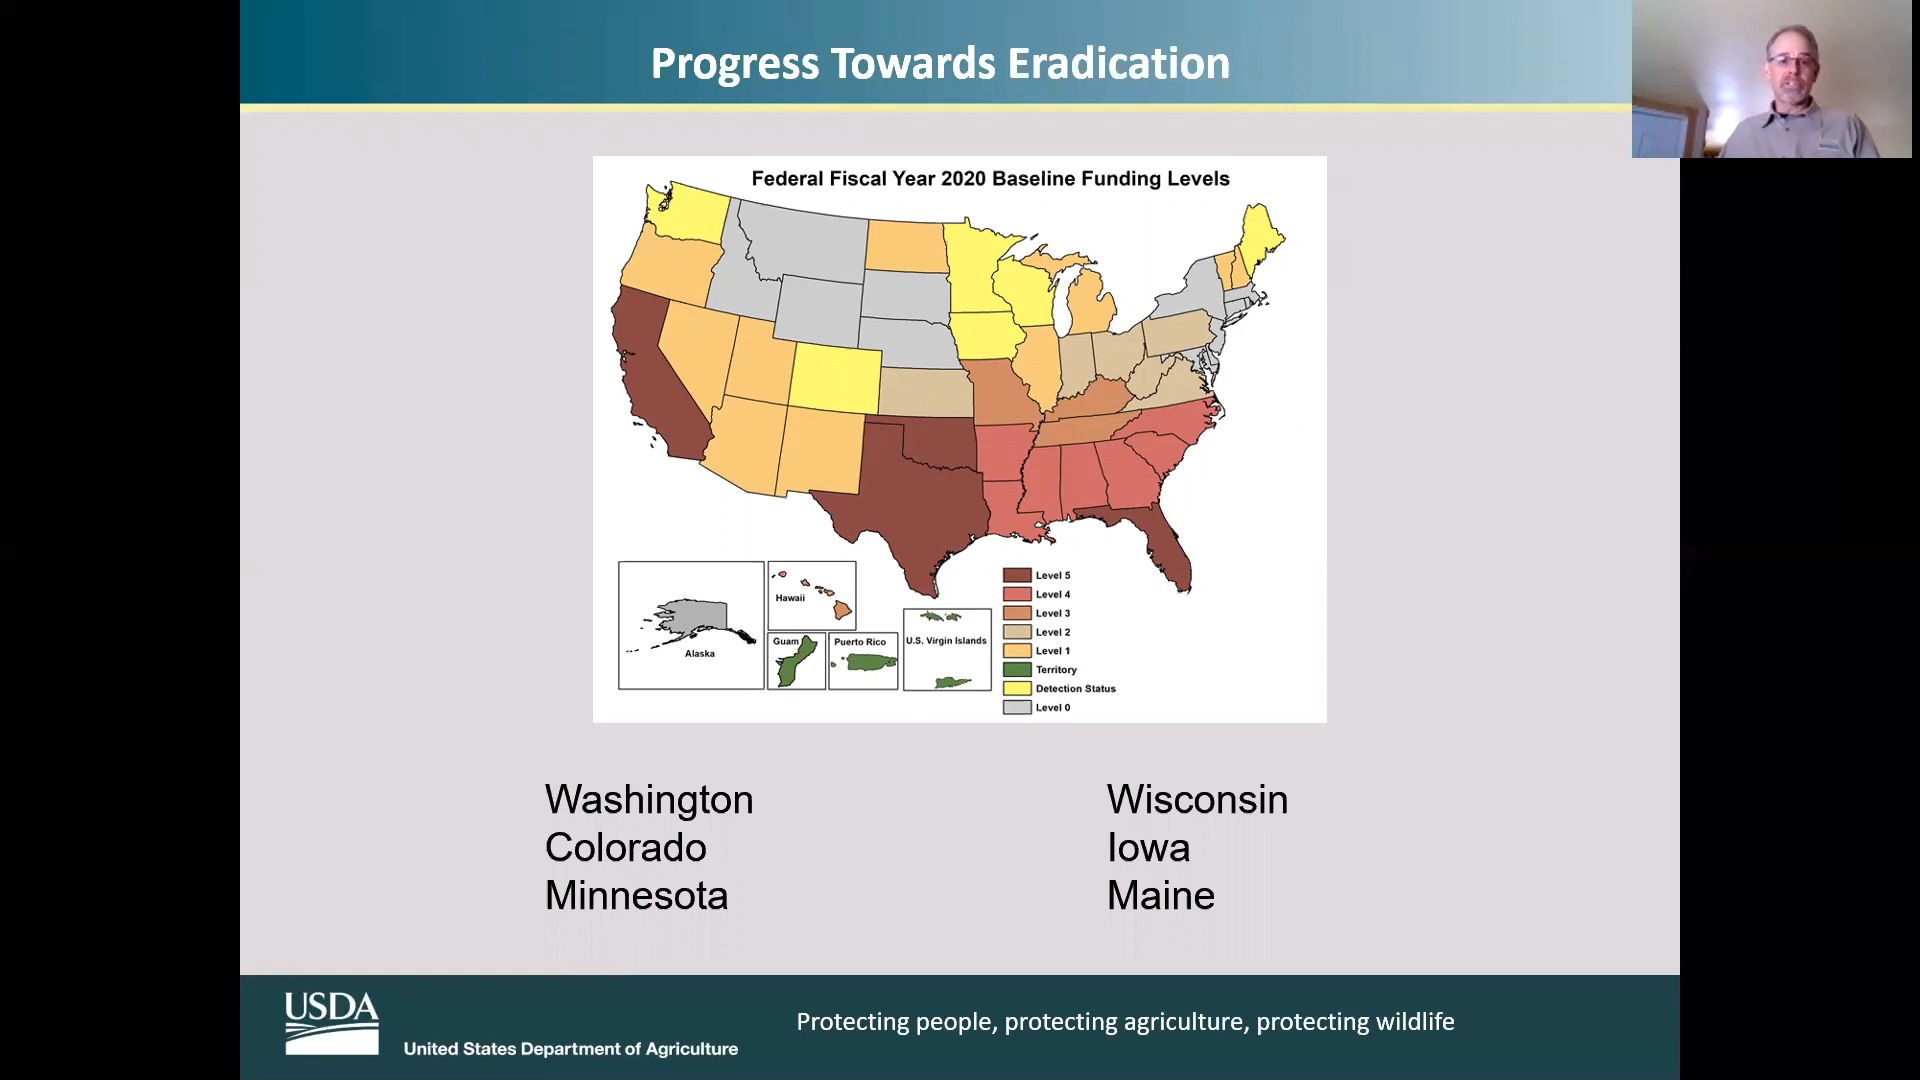 Progress Towards Eradication
Federal Fiscal Year 2020 Baseline Funding Levels
Hawaii
Alaska
Guam
Puerto Rico
U.S. Virgin Islands
Level 5
Level 4
Level 3
Level 2
Level 1
Territory
Detection Status
Level 0
Washington
Colorado
Minnesota
Wisconsin
Iowa
Maine
USDA
United States Department of Agriculture
Protecting people, protecting agriculture, protecting wildlife